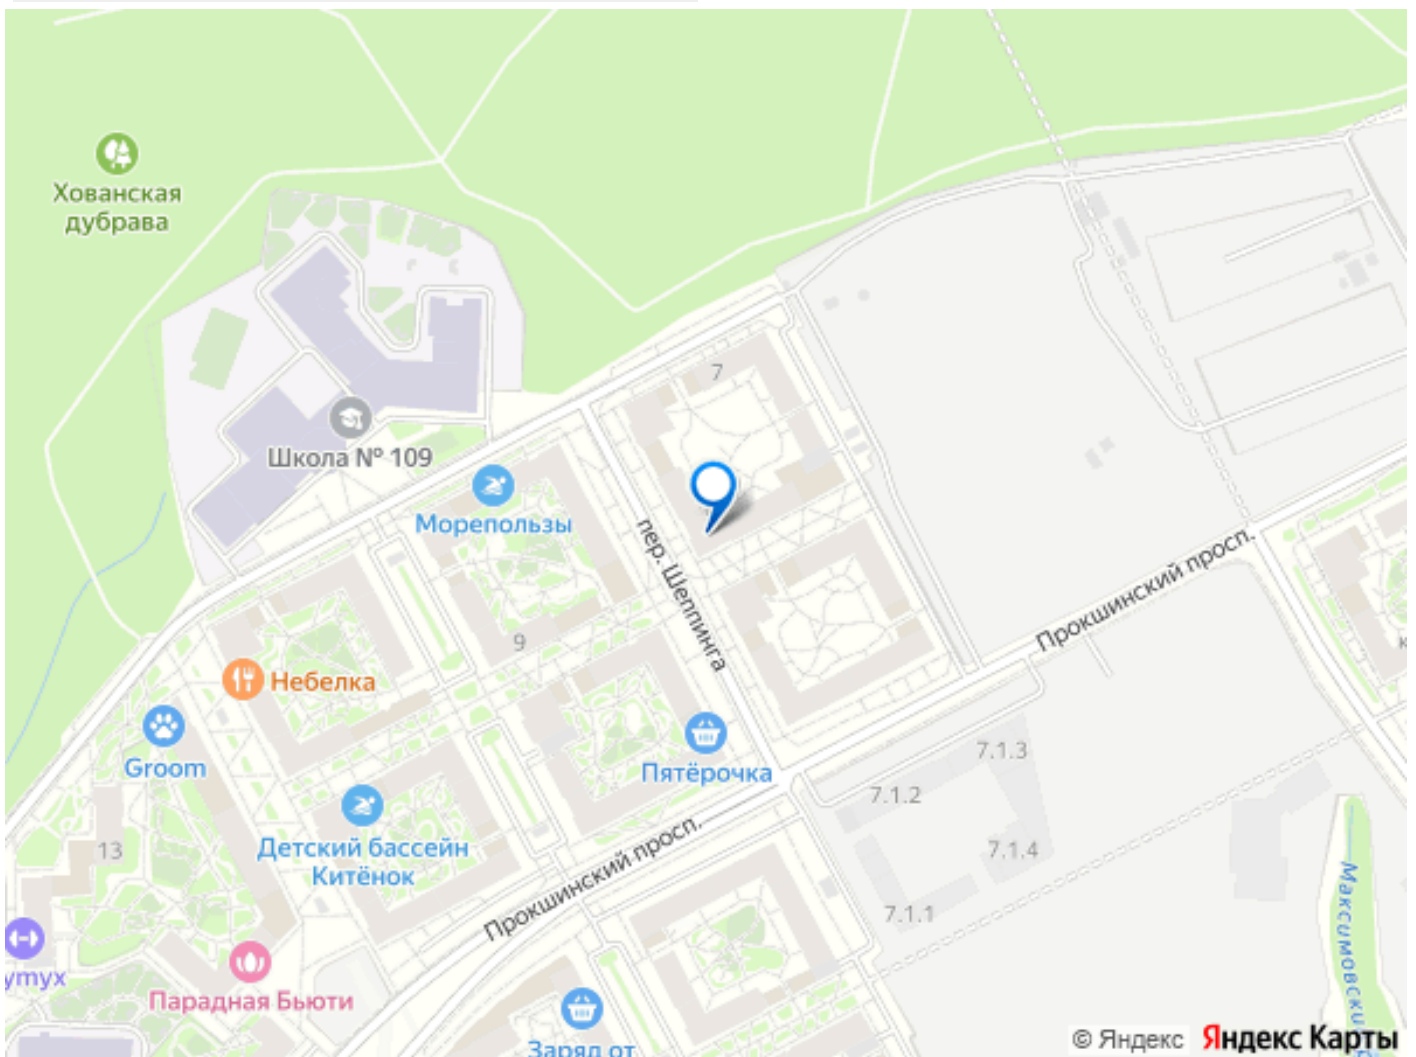 Хованская
дубрава
7
Школа № 109
Морепользы
пер. Шеппинга
Прокшинский просп.
9
Небелка
Groom
Пятёрочка
7.1.3
7.1.2
Детский бассейн
Китёнок
13
7.1.4
Прокшинский просп.
7.1.1
Парадная Бьюти
Заряд от
© Яндекс Яндекс Карты